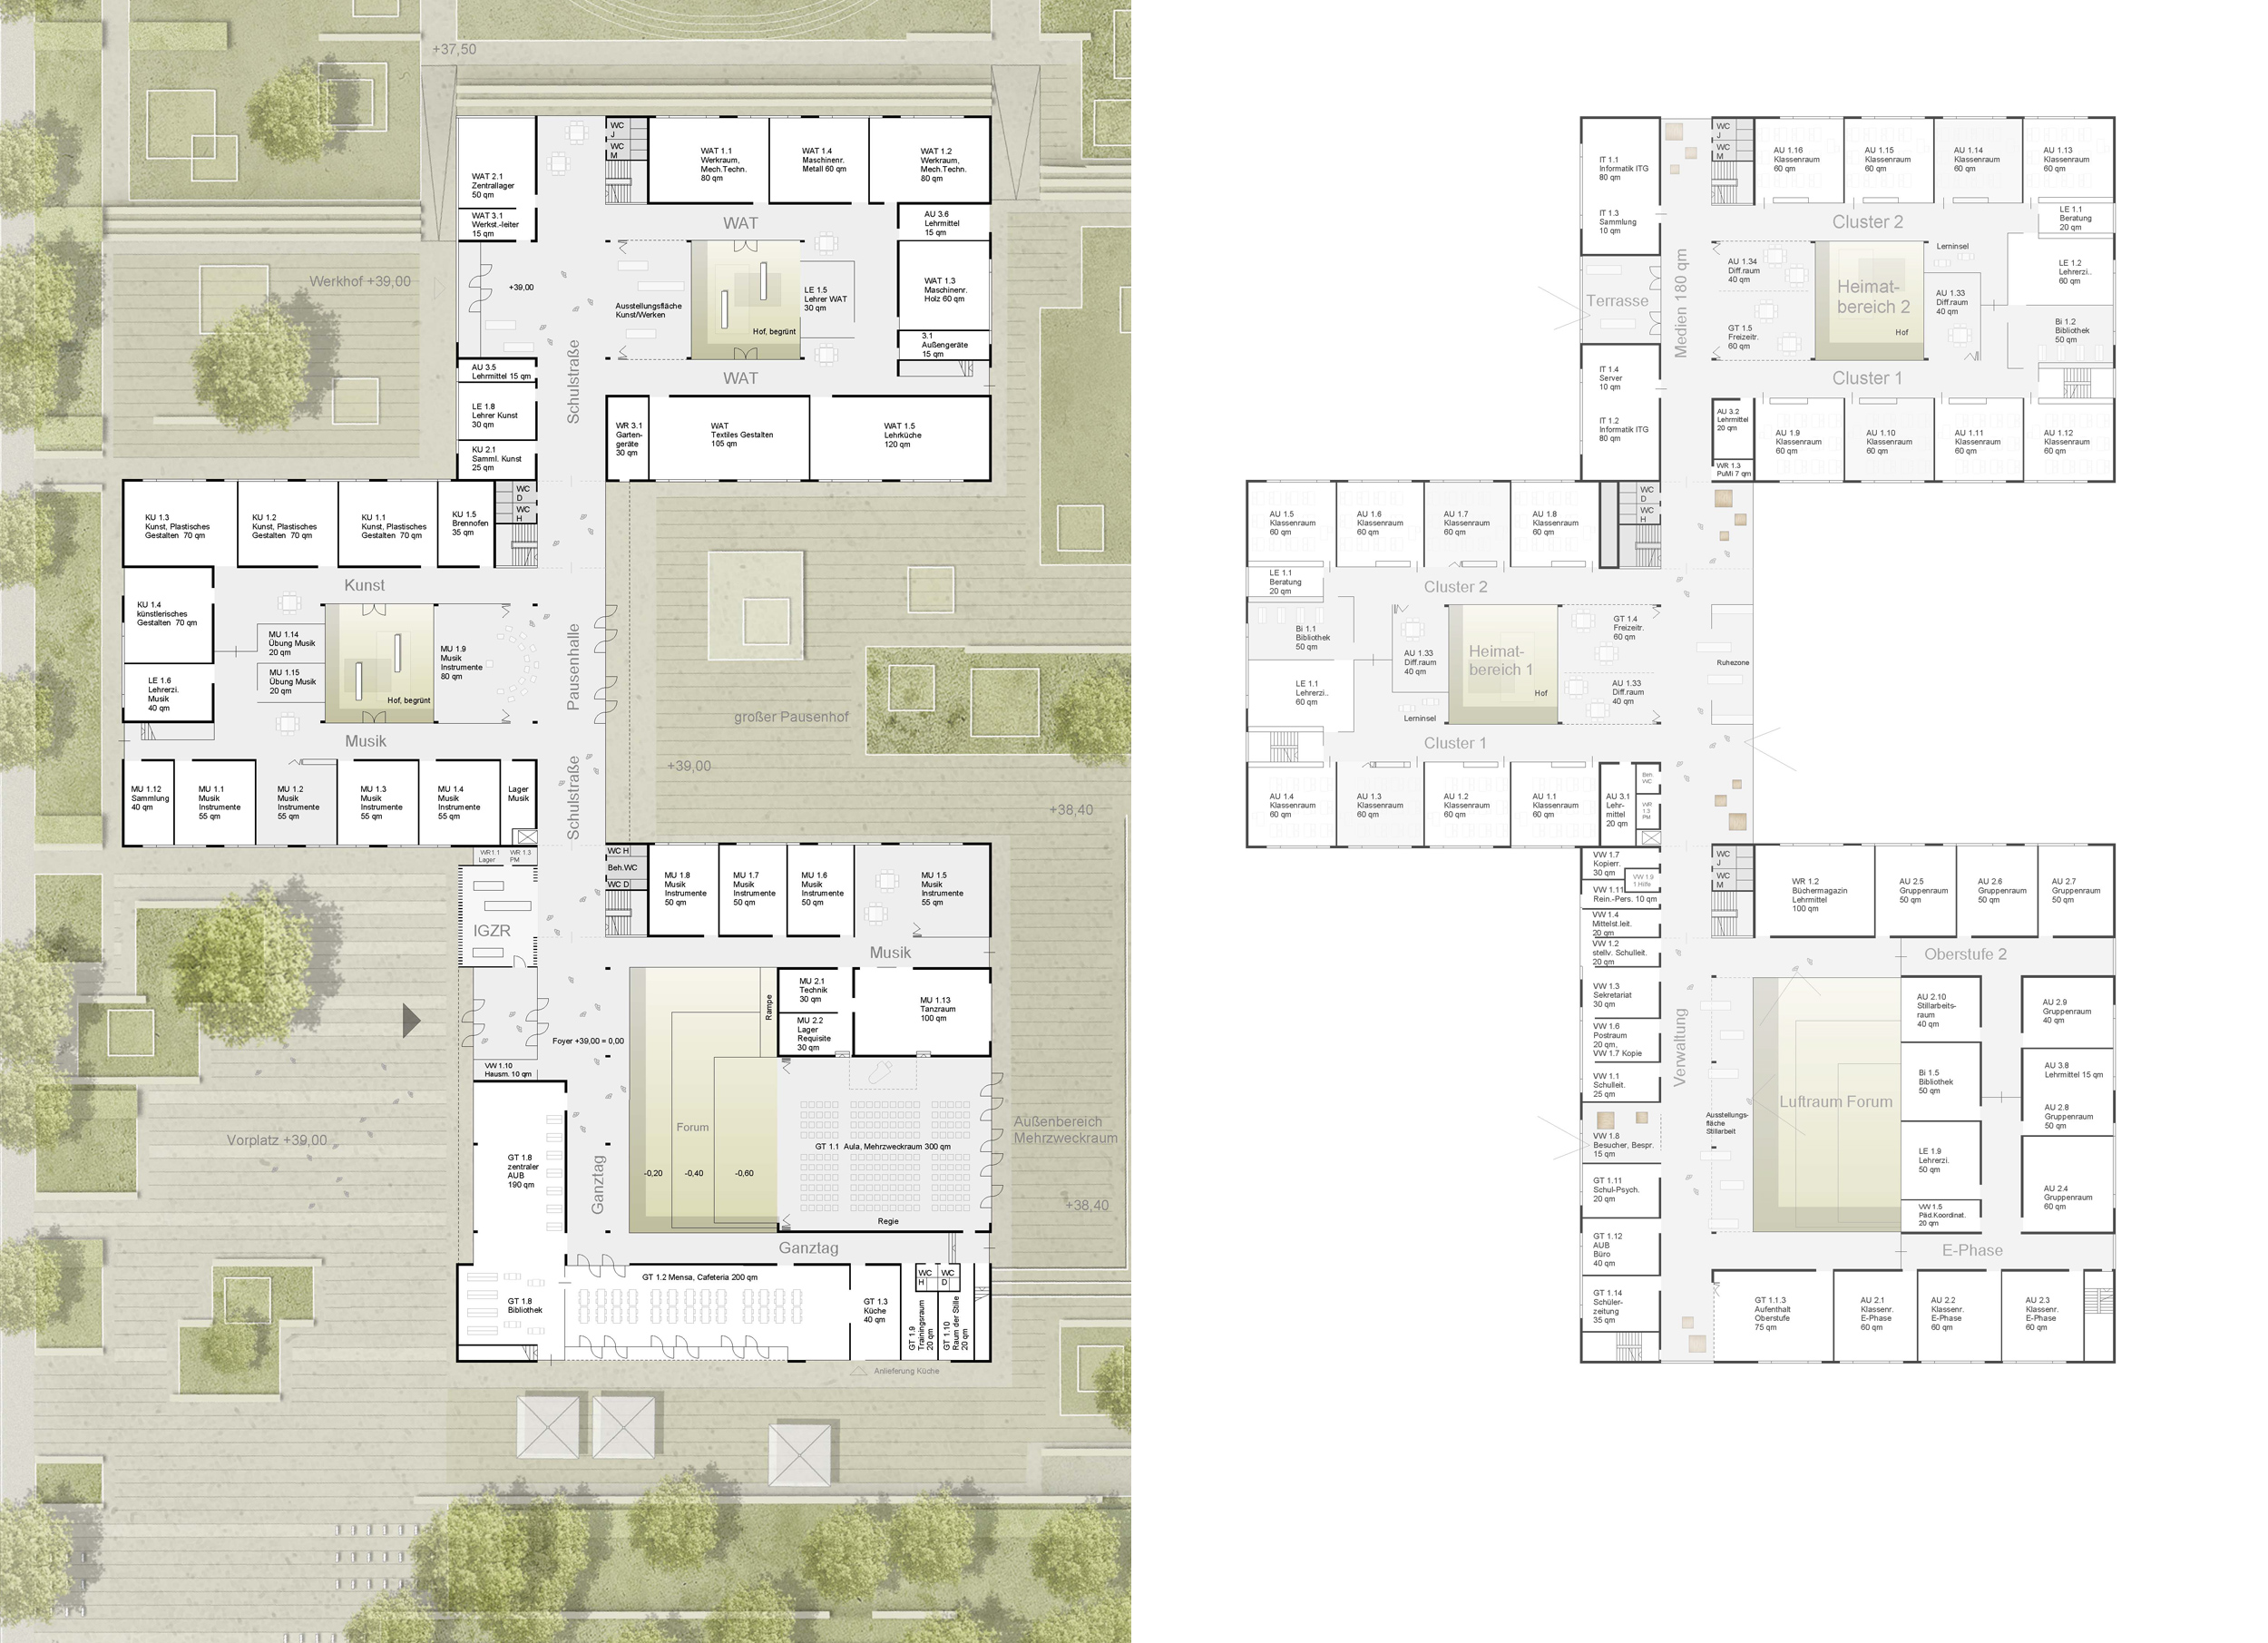 +37,50
WC
J
WC
M
WAT 1.1
Werkraum,
Mech.Techn.
80 qm
WAT 1.4
Maschinenr.
Metall 60 qm
WAT 1.2
Werkraum,
Mech.Techn.
80 qm
WAT 2.1
Zentrallager
50 qm
WAT 3.1
Werkst.-leiter
15 qm
WAT
AU 3.6
Lehrmittel
15 qm
Werkhof +39,00
+39,00
Ausstellungsfläche
Kunst/Werken
Hof, begrünt
LE 1.5
Lehrer WAT
30 qm
WAT 1.3
Maschinenr.
Holz 60 qm
3.1
Außengeräte
15 qm
Schulstraße
WAT
AU 3.5
Lehrmittel 15 qm
LE 1.8
Lehrer Kunst
30 qm
KU 2.1
Samml. Kunst
25 qm
WR 3.1
Garten-
geräte
30 qm
WAT
Textiles Gestalten
105 qm
WAT 1.5
Lehrküche
120 qm
KU 1.3
Kunst, Plastisches
Gestalten 70 qm
KU 1.2
Kunst, Plastisches
Gestalten 70 qm
KU 1.1
Kunst, Plastisches
Gestalten 70 qm
KU 1.5
Brennofen
35 qm
WC
D
WC
H
Kunst
KU 1.4
künstlerisches
Gestalten 70 qm
MU 1.14
Übung Musik
20 qm
MU 1.15
Übung Musik
20 qm
Hof, begrünt
MU 1.9
Musik
Instrumente
80 qm
Pausenhalle
LE 1.6
Lehrerzi.
Musik
40 qm
großer Pausenhof
Musik
Schulstraße
+39,00
+38,40
MU 1.12
Sammlung
40 qm
MU 1.1
Musik
Instrumente
55 qm
MU 1.2
Musik
Instrumente
55 qm
MU 1.3
Musik
Instrumente
55 qm
MU 1.4
Musik
Instrumente
55 qm
Lager
Musik
WR1.1
Lager
WR 1.3
PM
WC H
Beh.WC
WC D
MU 1.8
Musik
Instrumente
50 qm
MU 1.7
Musik
Instrumente
50 qm
MU 1.6
Musik
Instrumente
50 qm
MU 1.5
Musik
Instrumente
55 qm
IGZR
Musik
MU 2.1
Technik
30 qm
MU 2.2
Lager
Requisite
30 qm
Rampe
MU 1.13
Tanzraum
100 qm
Foyer +39,00 = 0,00
VW 1.10
Hausm. 10 qm
Vorplatz +39,00
GT 1.8
zentraler
AUB
190 qm
Ganztag
Forum
-0,20
-0,40
-0,60
GT 1.1 Aula, Mehrzweckraum 300 qm
Regie
Außenbereich
Mehrzweckraum
+38,40
Ganztag
GT 1.8
Bibliothek
GT 1.2 Mensa, Cafeteria 200 qm
GT 1.3
Küche
40 qm
WC
H
WC
D
GT 1.9
Trainingsraum
20 qm
GT 1.10
Raum der Stille
20 qm
Anlieferung Küche
IT 1.1
Informatik ITG
80 qm
IT 1.3
Sammlung
10 qm
WC
J
WC
M
AU 1.16
Klassenraum
60 qm
AU 1.15
Klassenraum
60 qm
AU 1.14
Klassenraum
60 qm
AU 1.13
Klassenraum
60 qm
Cluster 2
LE 1.1
Beratung
20 qm
Medien 180 qm
Terrasse
AU 1.34
Diff.raum
40 qm
GT 1.5
Freizeitr.
60 qm
Heimat-
bereich 2
Hof
Lerninsel
AU 1.33
Diff.raum
40 qm
LE 1.2
Lehrerzi..
60 qm
Bi 1.2
Bibliothek
50 qm
Cluster 1
IT 1.4
Server
10 qm
IT 1.2
Informatik ITG
80 qm
AU 3.2
Lehrmittel
20 qm
WR 1.3
PuMi 7 qm
AU 1.9
Klassenraum
60 qm
AU 1.10
Klassenraum
60 qm
AU 1.11
Klassenraum
60 qm
AU 1.12
Klassenraum
60 qm
AU 1.5
Klassenraum
60 qm
AU 1.6
Klassenraum
60 qm
AU 1.7
Klassenraum
60 qm
AU 1.8
Klassenraum
60 qm
WC
D
WC
H
LE 1.1
Beratung
20 qm
Cluster 2
Bi 1.1
Bibliothek
50 qm
AU 1.33
Diff.raum
40 qm
Heimat-
bereich 1
Hof
GT 1.4
Freizeitr.
60 qm
AU 1.33
Diff.raum
40 qm
Ruhezone
LE 1.1
Lehrerzi..
60 qm
Lerninsel
Cluster 1
AU 1.4
Klassenraum
60 qm
AU 1.3
Klassenraum
60 qm
AU 1.2
Klassenraum
60 qm
AU 1.1
Klassenraum
60 qm
AU 3.1
Lehr-
mittel
20 qm
Beh.
WC
WR
1.3
PM
VW 1.7
Kopierr.
30 qm
VW 1.9
1.Hilfe
VW 1.11
Rein.-Pers. 10 qm
VW 1.4
Mittelst.leit.
20 qm
VW 1.2
stellv. Schulleit.
20 qm
VW 1.3
Sekretariat
30 qm
VW 1.6
Postraum
20 qm,
VW 1.7 Kopie
VW 1.1
Schulleit.
25 qm
VW 1.8
Besucher, Bespr.
15 qm
GT 1.11
Schul-Psych.
20 qm
GT 1.12
AUB
Büro
40 qm
GT 1.14
Schüler-
zeitung
35 qm
Verwaltung
WC
J
WC
M
WR 1.2
Büchermagazin
Lehrmittel
100 qm
AU 2.5
Gruppenraum
50 qm
AU 2.6
Gruppenraum
50 qm
AU 2.7
Gruppenraum
50 qm
Oberstufe 2
Ausstellungs-
fläche
Stillarbeit
Luftraum Forum
AU 2.10
Stillarbeits-
raum
40 qm
Bi 1.5
Bibliothek
50 qm
LE 1.9
Lehrerzi.
50 qm
VW 1.5
Päd.Koordinat.
20 qm
AU 2.9
Gruppenraum
40 qm
AU 3.8
Lehrmittel 15 qm
AU 2.8
Gruppenraum
50 qm
AU 2.4
Gruppenraum
60 qm
E-Phase
GT 1.1.3
Aufenthalt
Oberstufe
75 qm
AU 2.1
Klassenr.
E-Phase
60 qm
AU 2.2
Klassenr.
E-Phase
60 qm
AU 2.3
Klassenr.
E-Phase
60 qm